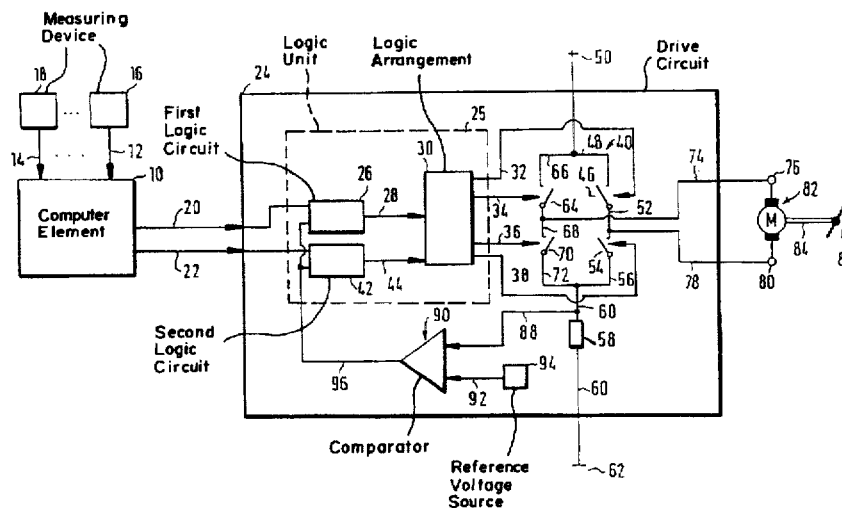 Measuring
Device
Logic
Unit
Logic
Arrangement
Drive
Circuit
18
16
14
12
24
First
Logic
Circuit
25
30
26
28
32
34
36
38
48
40
66
46
64
52
68
70
54
72
56
50
74
76
82
M
84
78
80
10
Computer
Element
20
22
42
44
Second
Logic
Circuit
90
88
60
58
94
96
92
60
Comparator
Reference
Voltage
Source
62